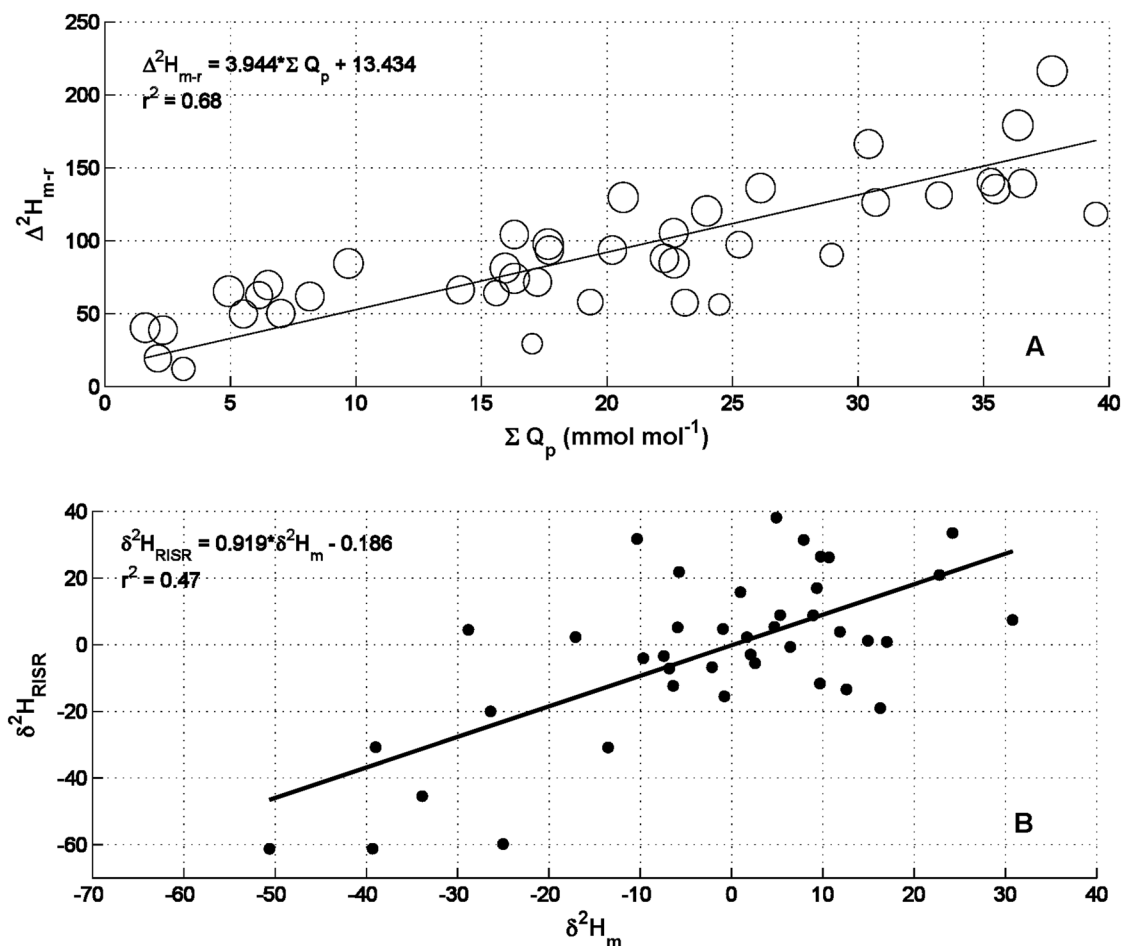 250
200
150
100
50
0
Δ²H_m-r
Δ²H_m-r = 3.944*Σ Q_p + 13.434
r² = 0.68
A
0 5 10 15 20 25 30 35 40
Σ Q_p (mmol mol⁻¹)
40
20
0
-20
-40
-60
δ²H_RISR
δ²H_RISR = 0.919*δ²H_m - 0.186
r² = 0.47
B
-70 -60 -50 -40 -30 -20 -10 0 10 20 30 40
δ²H_m